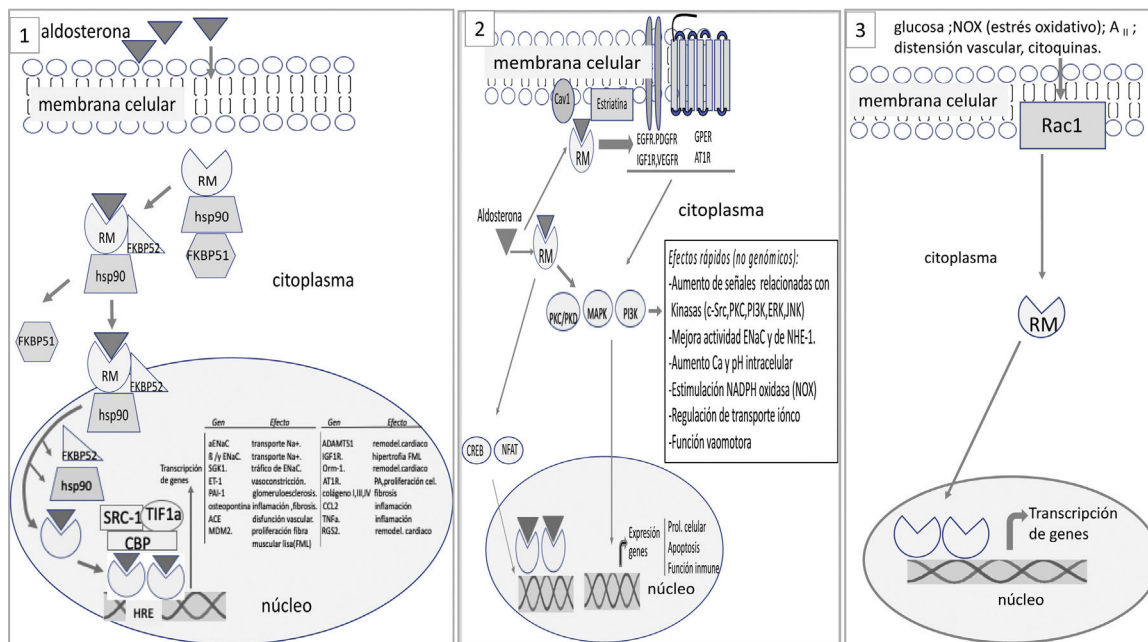 1
aldosterona
membrana celular
RM
hsp90
FKBP51
RM
FKBP52
hsp90
citoplasma
FKBP51
RM
FKBP52
hsp90
FKBP52
hsp90
SRC-1
TIF1a
CBP
HRE
Transcripción
de genes
Gen Efecto Gen Efecto
aENaC transporte Na+. ADAMTS1 remodel.cardiaco
ß /γ ENaC. transporte Na+. IGF1R. hipertrofia FML
SGK1. tráfico de ENaC. Orm-1. remodel.cardiaco
ET-1 vasoconstricción. AT1R. PA,proliferación cel.
PAI-1 glomeruloesclerosis. colágeno I,III,IV fibrosis
osteopontina inflamación ,fibrosis. CCL2 inflamación
ACE disfunción vascular. TNFa. inflamación
MOM2. proliferación fibra RGS2. remodel. cardiaco
muscular lisa(FML)
núcleo
2
membrana celular
Cav1
Estriatina
RM
EGFR.PDGFR GPER
IGF1R,VEGFR AT1R
citoplasma
Aldosterona
RM
PKC/PKD
MAPK
PI3K
Efectos rápidos (no genómicos):
-Aumento de señales relacionadas con
Kinasas (c-Src,PKC,PI3K,ERK,JNK)
-Mejora actividad ENaC y de NHE-1.
-Aumento Ca y pH intracelular
-Estimulación NADPH oxidasa (NOX)
-Regulación de transporte iónco
-Función vaomotora
CREB
NFAT
Expresión
genes
Prol. celular
Apoptosis
Función inmune
núcleo
3
glucosa ;NOX (estrés oxidativo); A II ;
distensión vascular, citoquinas.
membrana celular
Rac1
citoplasma
RM
Transcripción
de genes
núcleo